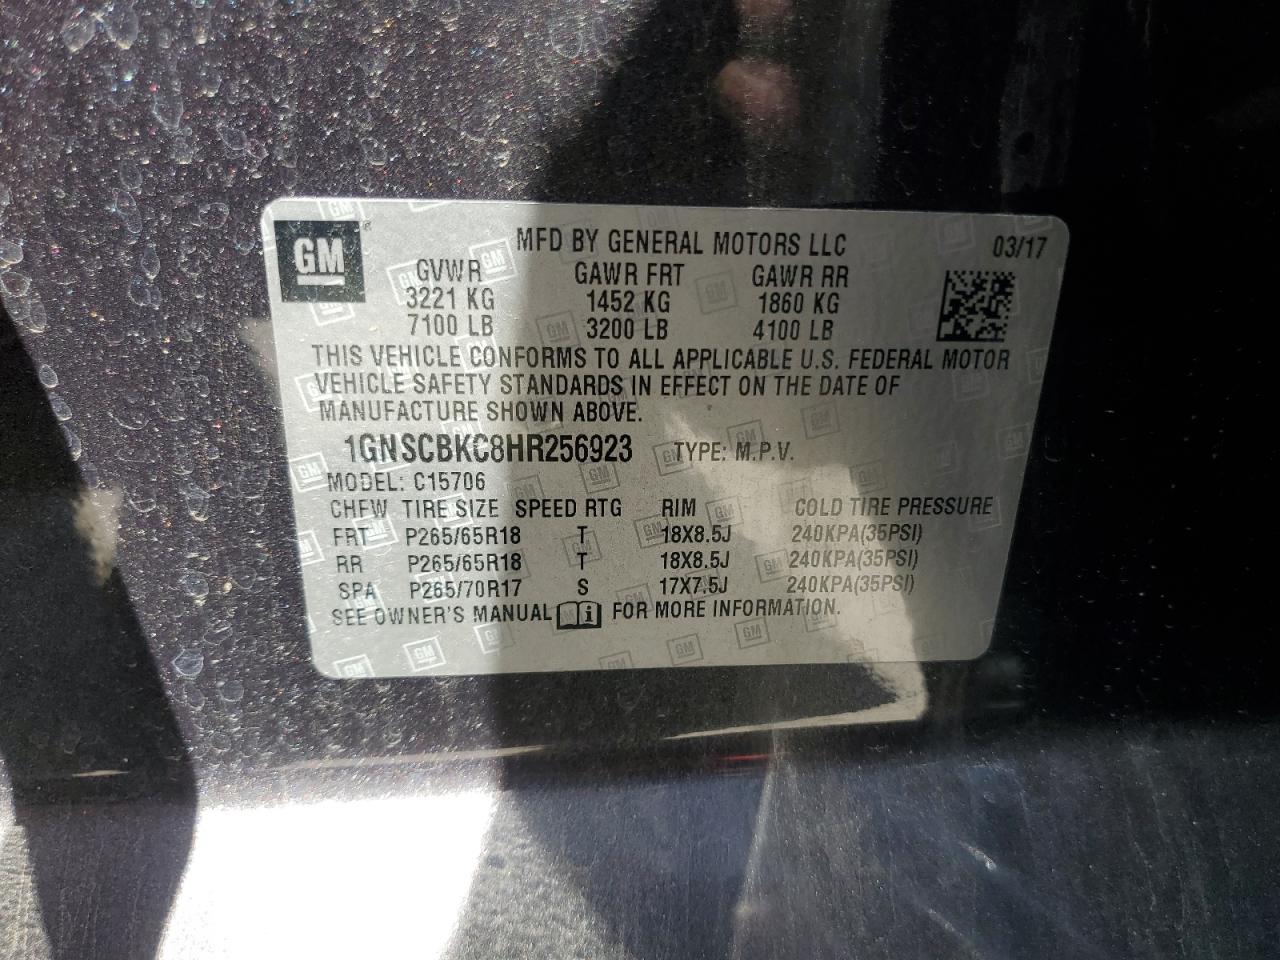 GM
MFD BY GENERAL MOTORS LLC 03/17
GVWR GAWR FRT GAWR RR
3221 KG 1452 KG 1860 KG
7100 LB 3200 LB 4100 LB
THIS VEHICLE CONFORMS TO ALL APPLICABLE U.S. FEDERAL MOTOR
VEHICLE SAFETY STANDARDS IN EFFECT ON THE DATE OF
MANUFACTURE SHOWN ABOVE.
1GNSCBKC8HR256923 TYPE: M.P.V.
MODEL: C15706
CHFW TIRE SIZE SPEED RTG RIM COLD TIRE PRESSURE
FRT P265/65R18 T 18X8.5J 240KPA(35PSI)
RR P265/65R18 T 18X8.5J 240KPA(35PSI)
SPA P265/70R17 S 17X7.5J 240KPA(35PSI)
SEE OWNER'S MANUAL i FOR MORE INFORMATION.